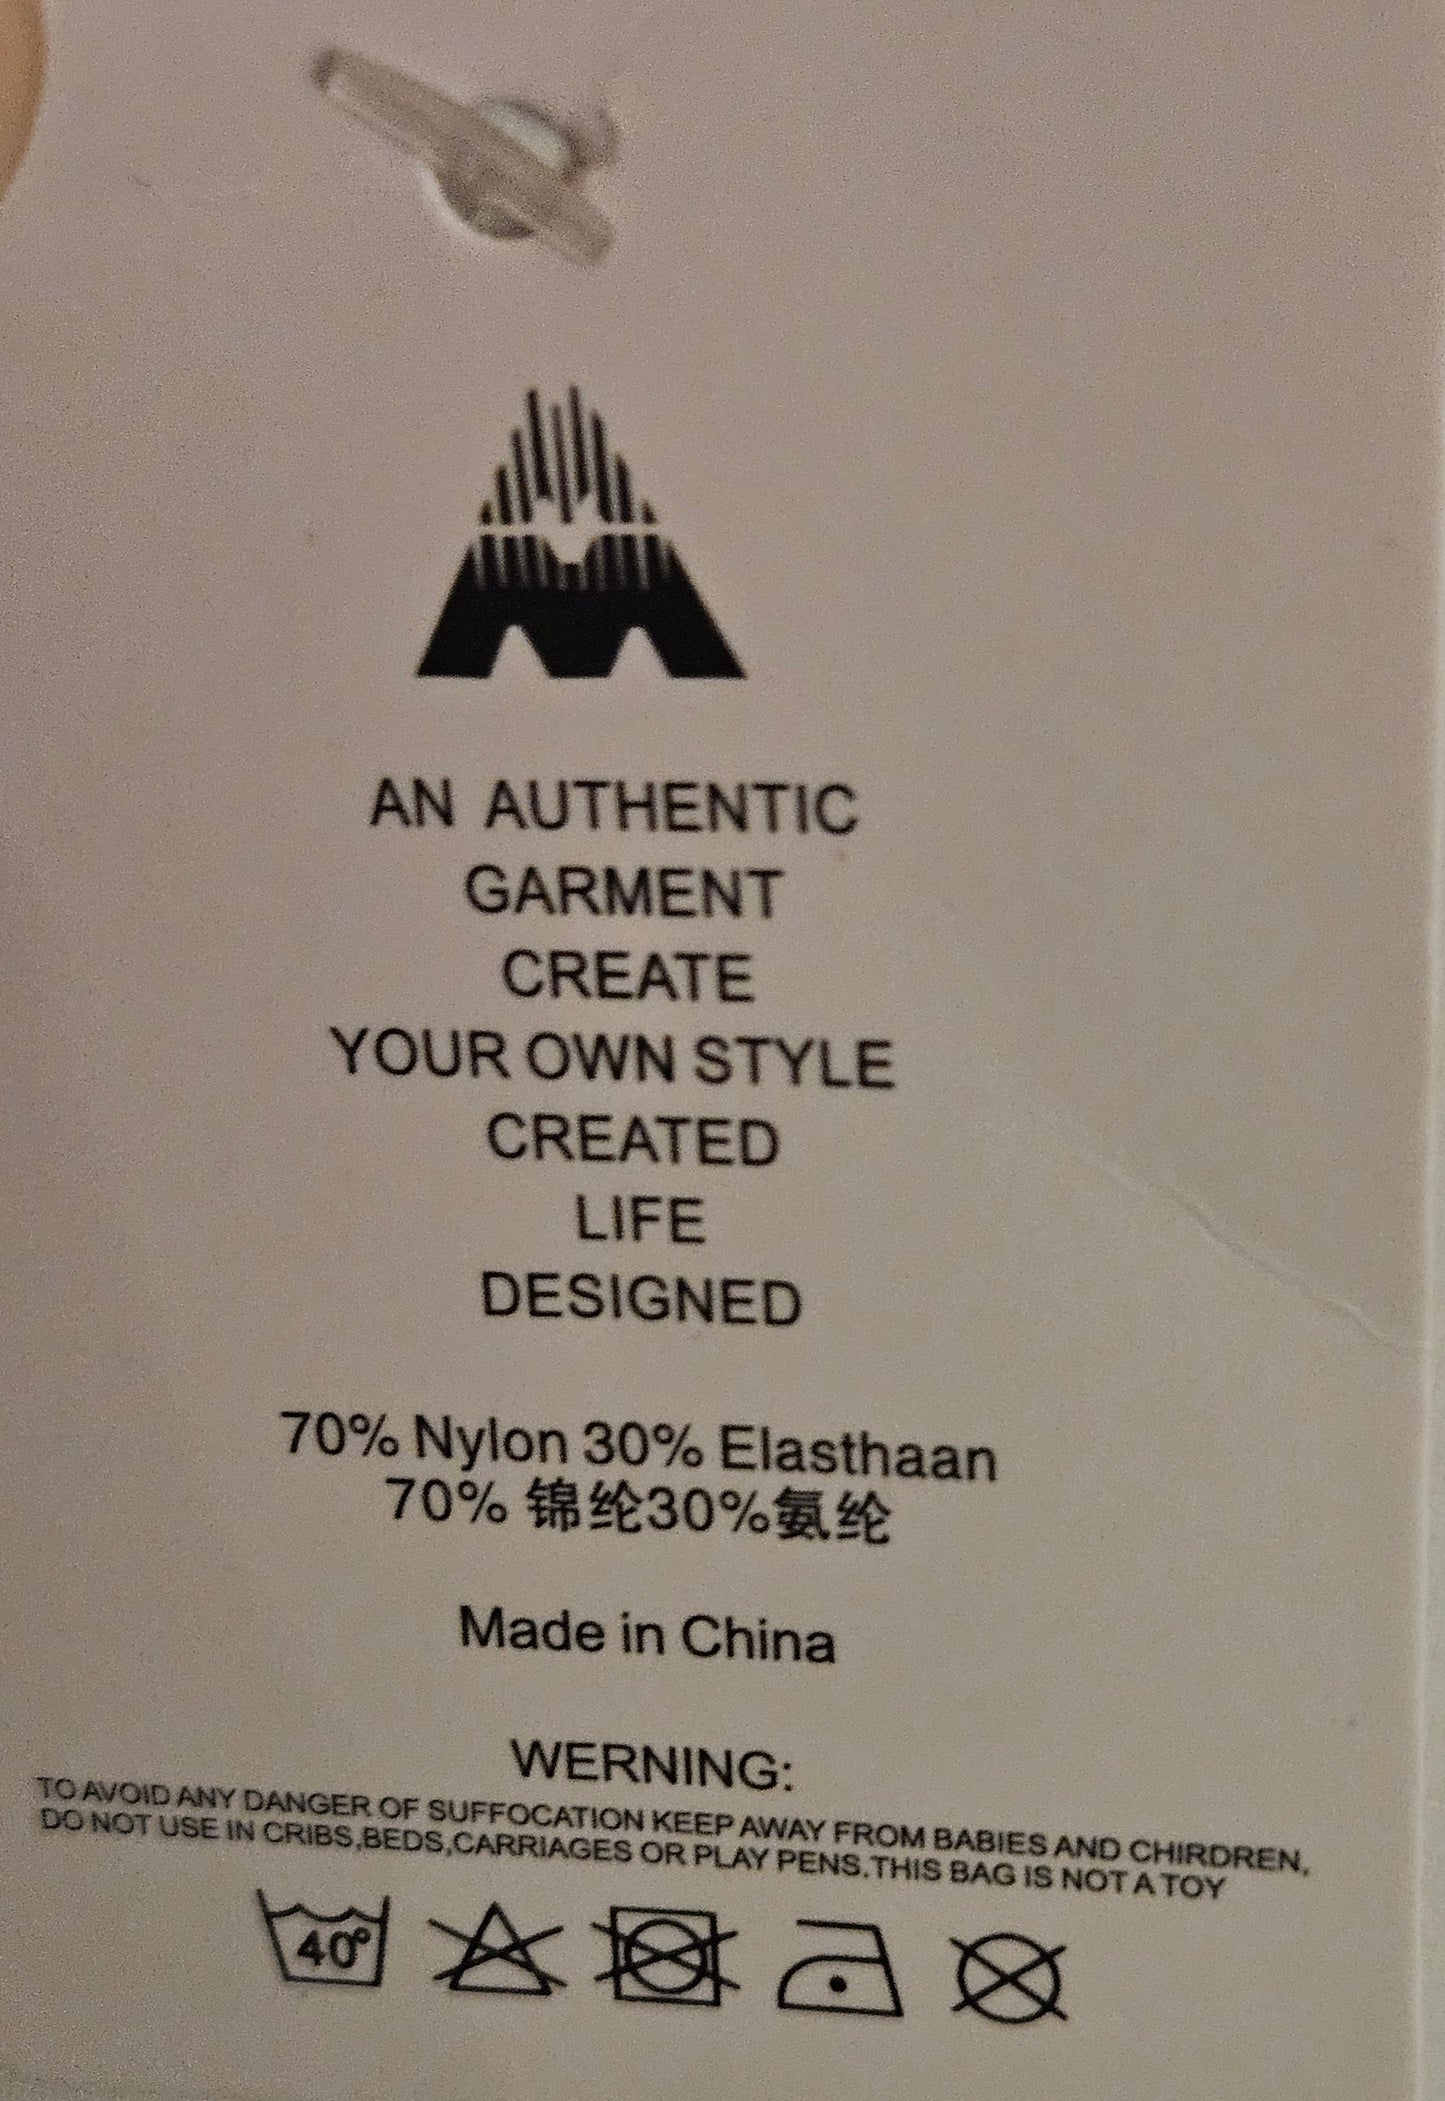 AN AUTHENTIC
GARMENT
CREATE
YOUR OWN STYLE
CREATED
LIFE
DESIGNED
70% Nylon 30% Elasthaan
70% 锦纶30%氨纶
Made in China
WERNING:
TO AVOID ANY DANGER OF SUFFOCATION KEEP AWAY FROM BABIES AND CHIRDREN,
DO NOT USE IN CRIBS,BEDS,CARRIAGES OR PLAY PENS.THIS BAG IS NOT A TOY
40°